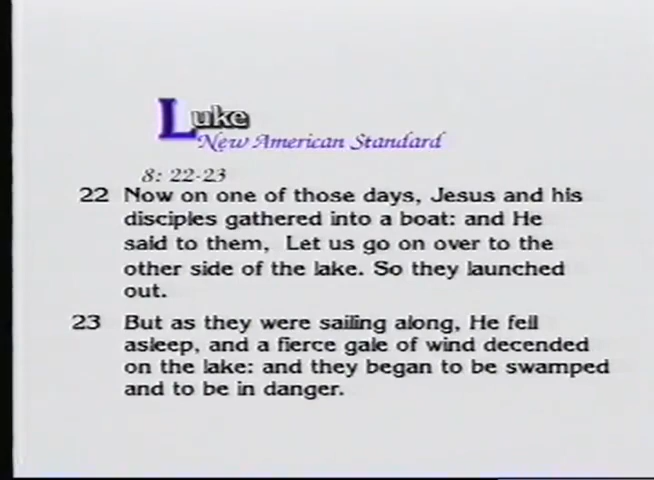 Luke
New American Standard
8: 22-23
22 Now on one of those days, Jesus and his
disciples gathered into a boat: and He
said to them, Let us go on over to the
other side of the lake. So they launched
out.
23 But as they were sailing along, He fell
asleep, and a fierce gale of wind decended
on the lake: and they began to be swamped
and to be in danger.